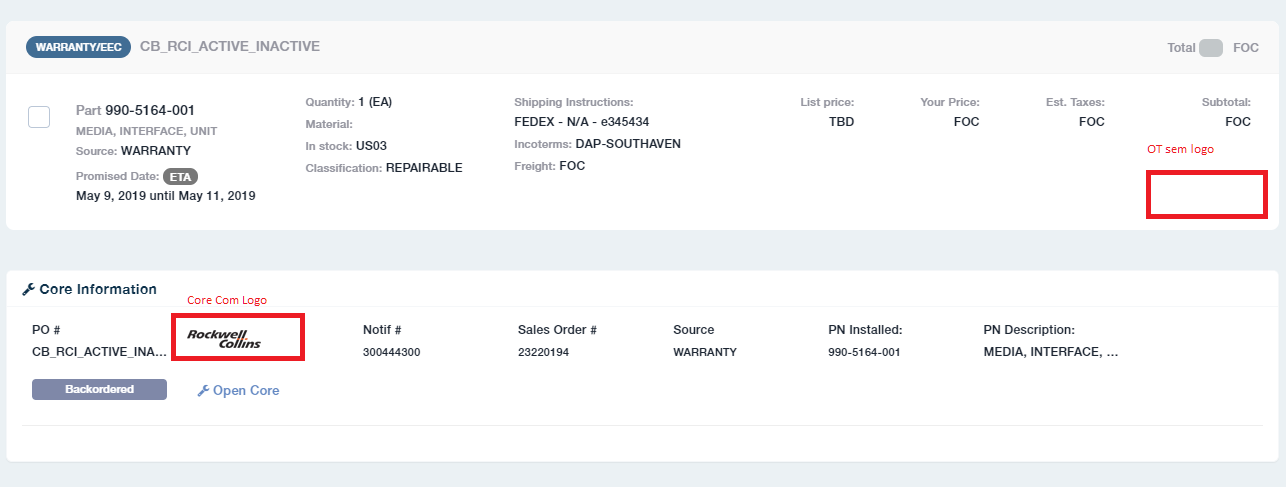 WARRANTY/EEC CB_RCI_ACTIVE_INACTIVE Total FOC
Part 990-5164-001
MEDIA, INTERFACE, UNIT
Source: WARRANTY
Promised Date: ETA
May 9, 2019 until May 11, 2019
Quantity: 1 (EA)
Material:
In stock: US03
Classification: REPAIRABLE
Shipping Instructions:
FEDEX - N/A - e345434
Incoterms: DAP-SOUTHAVEN
Freight: FOC
List price:
TBD
Your Price:
FOC
Est. Taxes:
FOC
Subtotal:
FOC
OT sem logo
Core Information
Core Com Logo
PO #
CB_RCI_ACTIVE_INA...
Rockwell
Collins
Notif #
300444300
Sales Order #
23220194
Source
WARRANTY
PN Installed:
990-5164-001
PN Description:
MEDIA, INTERFACE, ...
Backordered
Open Core